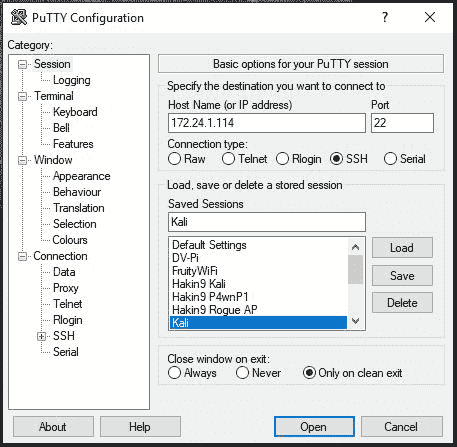 PuTTY Configuration
?
Category:
Session
Logging
Terminal
Keyboard
Bell
Features
Window
Appearance
Behaviour
Translation
Selection
Colours
Connection
Data
Proxy
Telnet
Rlogin
SSH
Serial
Basic options for your PuTTY session
Specify the destination you want to connect to
Host Name (or IP address) Port
172.24.1.114 22
Connection type:
Raw Telnet Rlogin SSH Serial
Load, save or delete a stored session
Saved Sessions
Kali
Default Settings
DV-Pi
FruityWiFi
Hakin9 Kali
Hakin9 P4wnP1
Hakin9 Rogue AP
Kali
Load
Save
Delete
Close window on exit:
Always Never Only on clean exit
About Help Open Cancel